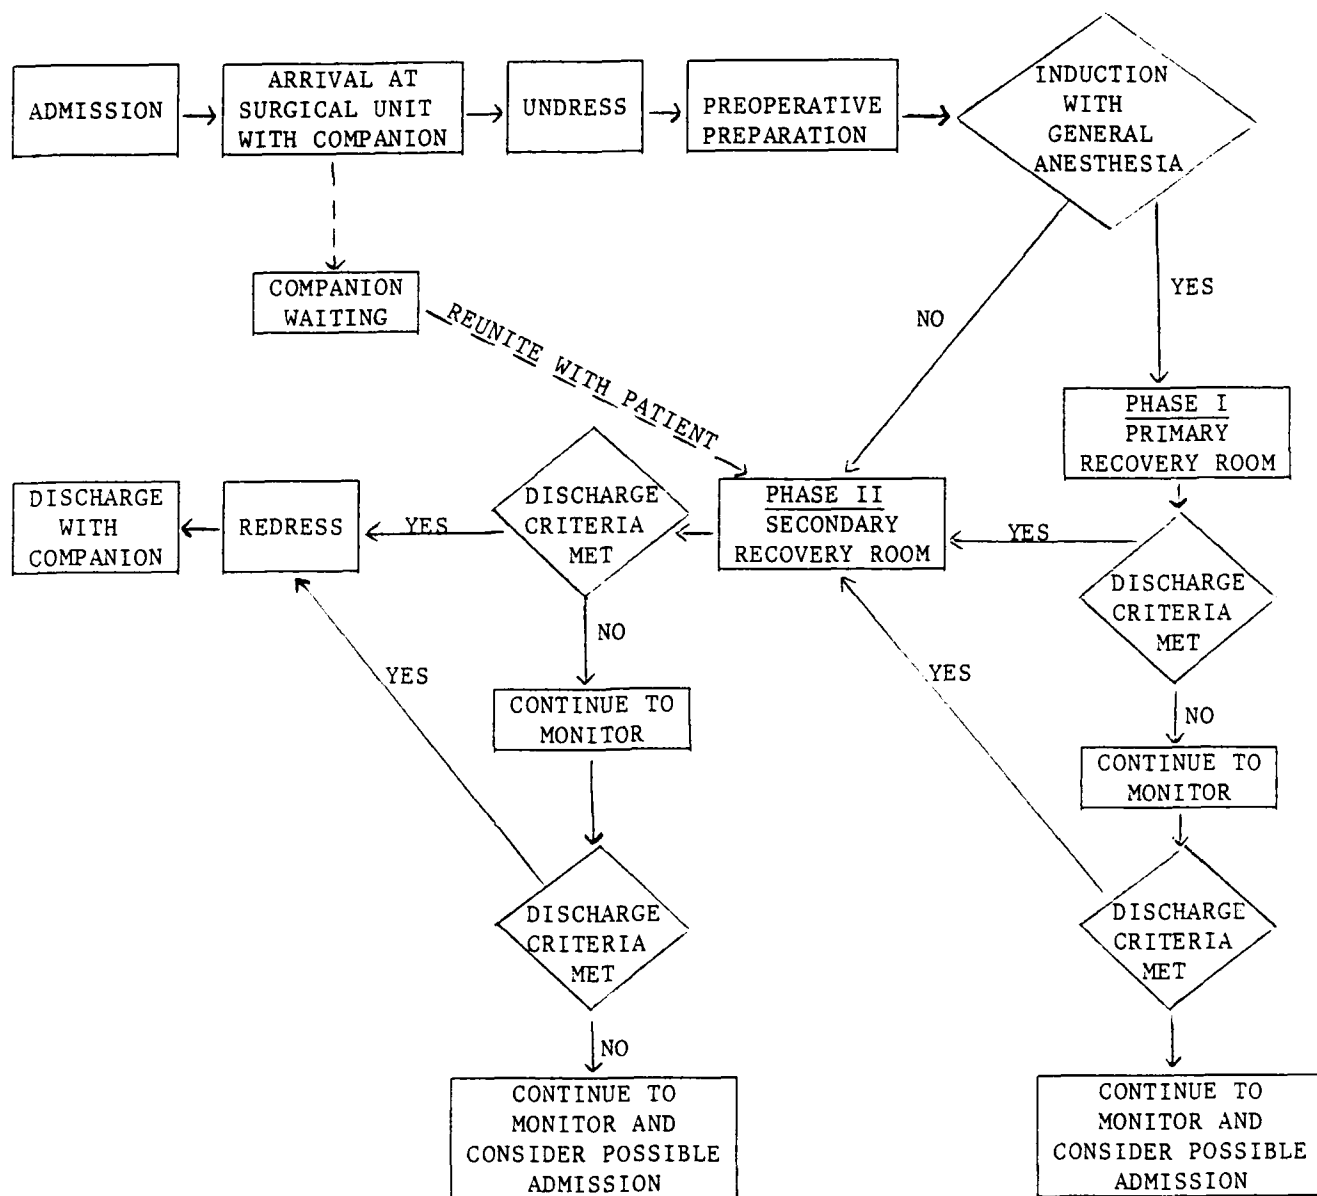 ADMISSION
ARRIVAL AT
SURGICAL UNIT
WITH COMPANION
UNDRESS
PREOPERATIVE
PREPARATION
INDUCTION
WITH
GENERAL
ANESTHESIA
COMPANION
WAITING
REUNITE WITH PATIENT
NO
YES
PHASE I
PRIMARY
RECOVERY ROOM
DISCHARGE
WITH
COMPANION
REDRESS
YES
DISCHARGE
CRITERIA
MET
PHASE II
SECONDARY
RECOVERY ROOM
YES
DISCHARGE
CRITERIA
MET
NO
CONTINUE TO
MONITOR
YES
YES
NO
CONTINUE TO
MONITOR
DISCHARGE
CRITERIA
MET
DISCHARGE
CRITERIA
MET
NO
CONTINUE TO
MONITOR AND
CONSIDER POSSIBLE
ADMISSION
CONTINUE TO
MONITOR AND
CONSIDER POSSIBLE
ADMISSION